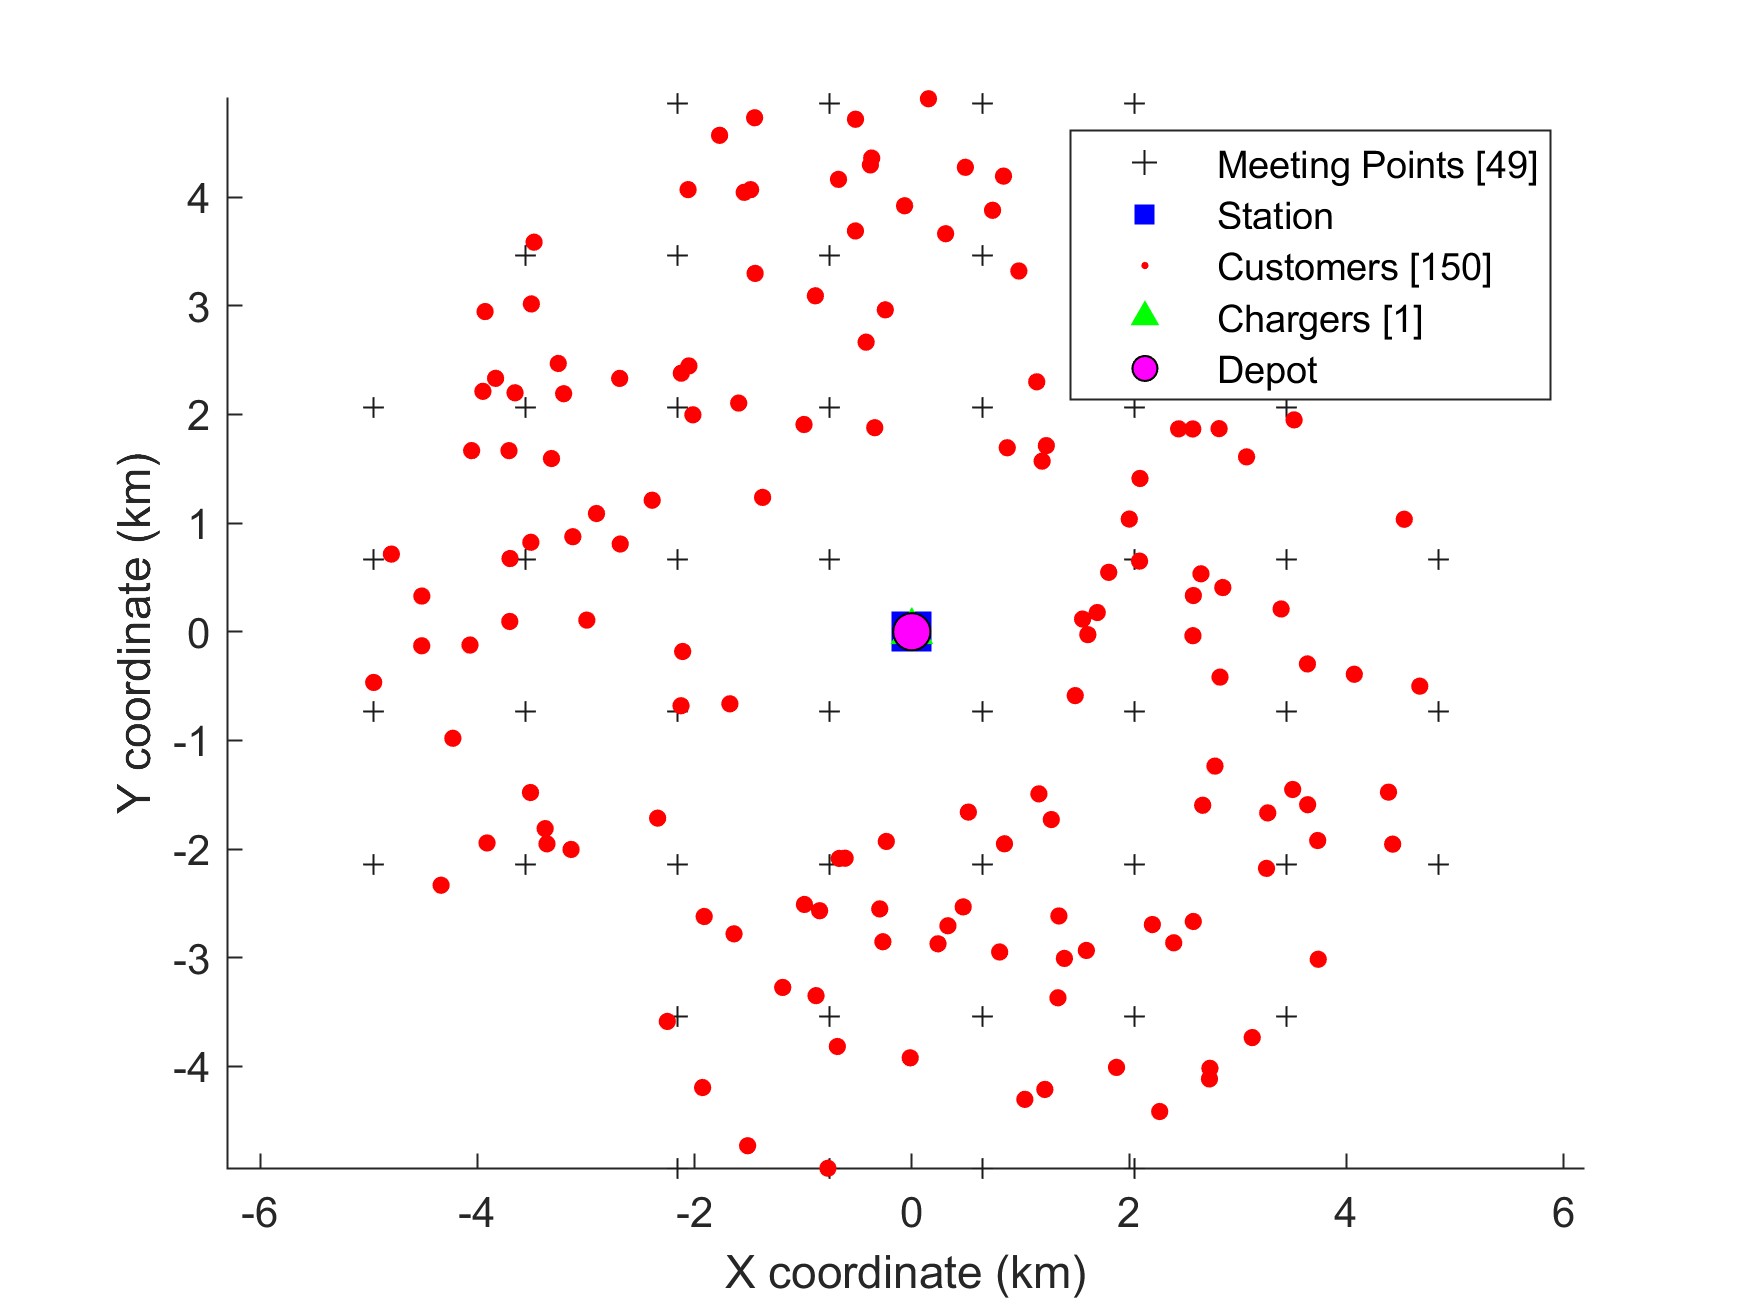 Meeting Points [49]
Station
Customers [150]
Chargers [1]
Depot
4
3
2
1
0
-1
-2
-3
-4
Y coordinate (km)
-6 -4 -2 0 2 4 6
X coordinate (km)